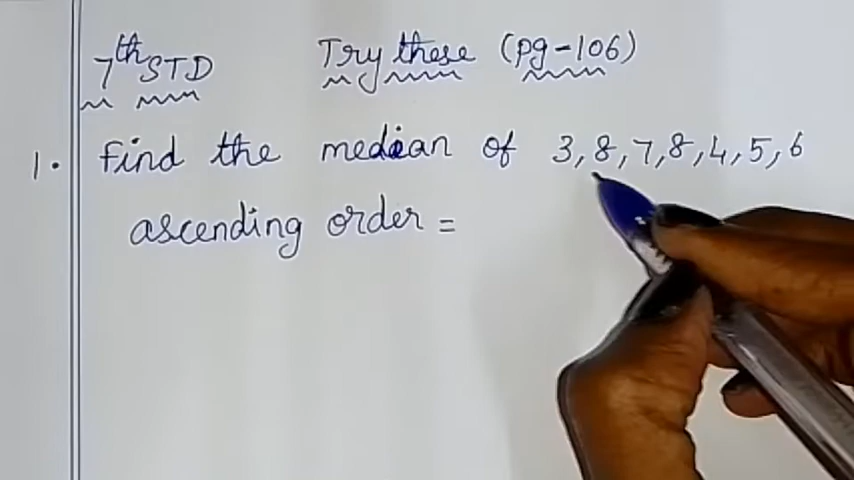 7th STD Try these (pg-106)
1. Find the median of 3,8,7,8,4,5,6
ascending order =